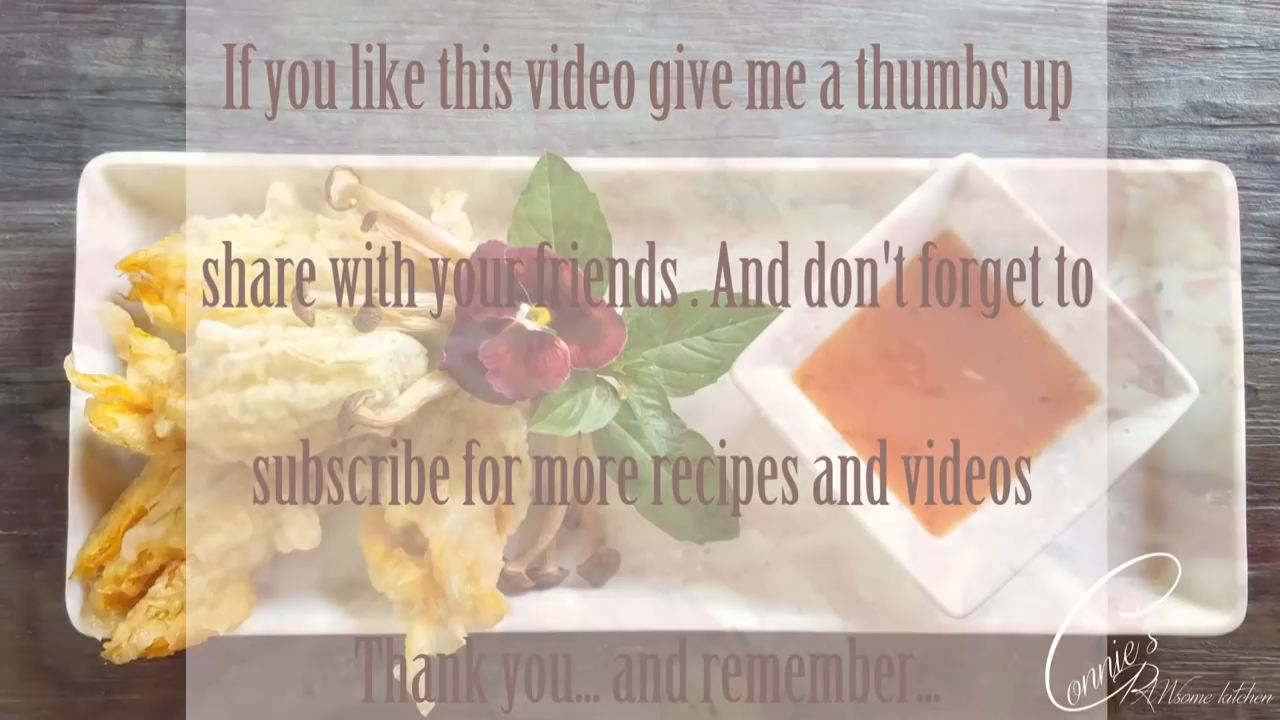 If you like this video give me a thumbs up
share with your friends . And don't forget to
subscribe for more recipes and videos
Thank you... and remember...
Connie's
RAWsome kitchen